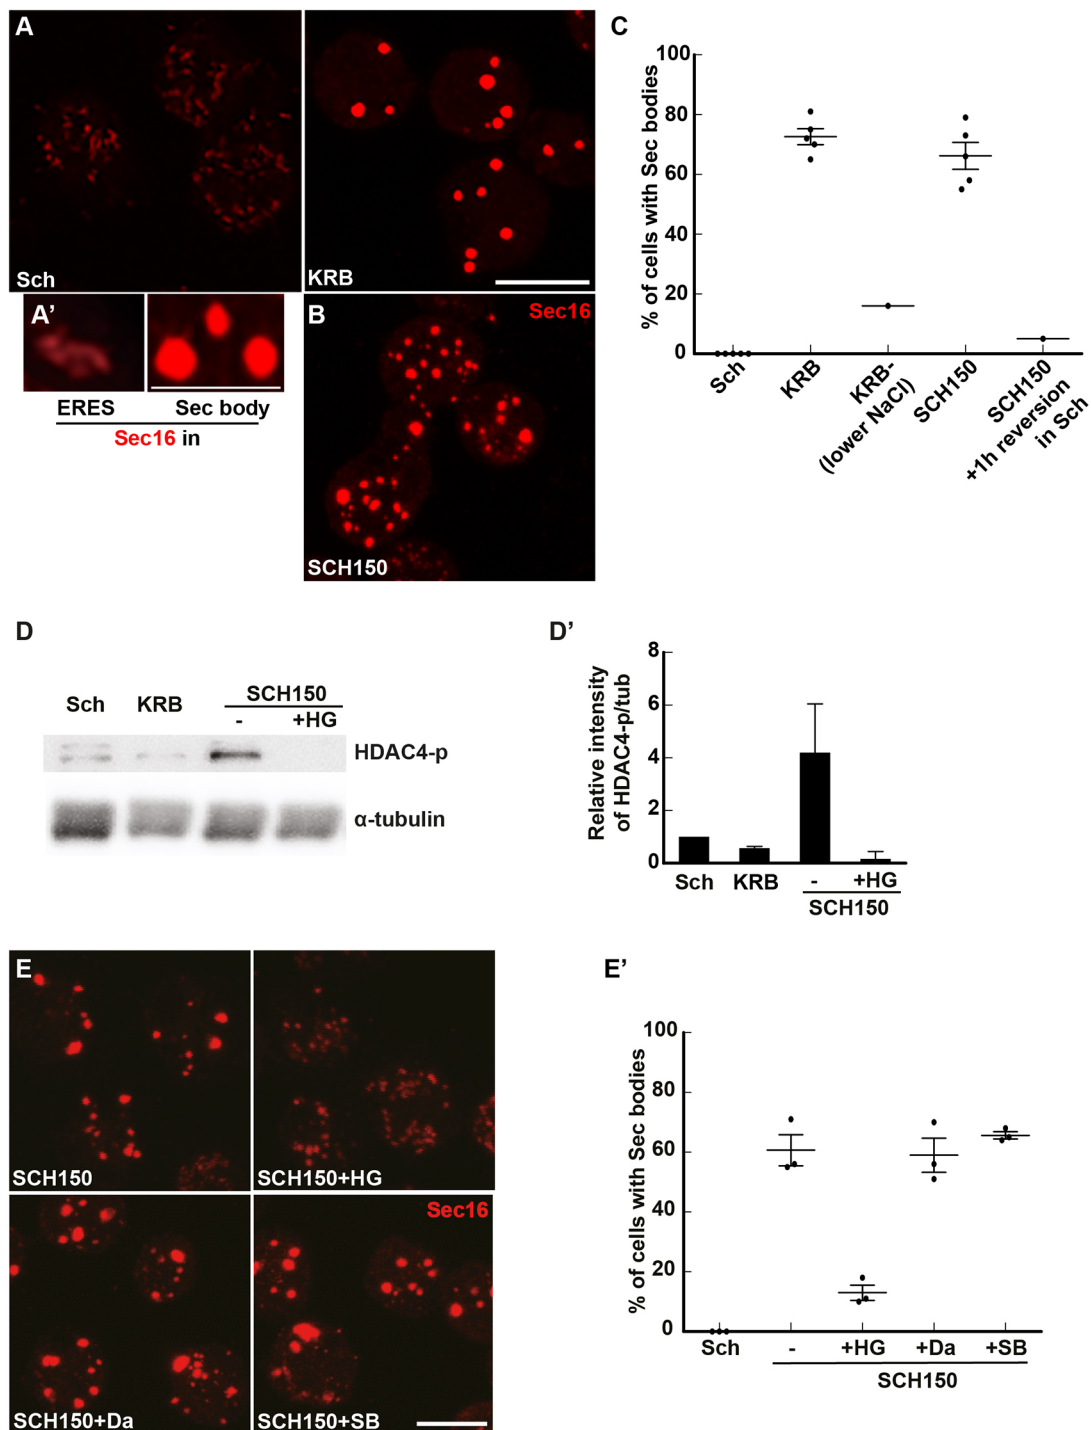 A
Sch
KRB
A'
ERES
Sec body
Sec16 in
B
Sec16
SCH150
C
% of cells with Sec bodies
100
80
60
40
20
0
Sch
KRB
KRB-
(lower NaCl)
SCH150
SCH150
+1h reversion
in Sch
D
Sch
KRB
SCH150
-
+HG
HDAC4-p
α-tubulin
D'
Relative intensity
of HDAC4-p/tub
8
6
4
2
0
Sch
KRB
-
+HG
SCH150
E
SCH150
SCH150+HG
Sec16
SCH150+Da
SCH150+SB
E'
% of cells with Sec bodies
100
80
60
40
20
0
Sch
-
+HG
+Da
+SB
SCH150